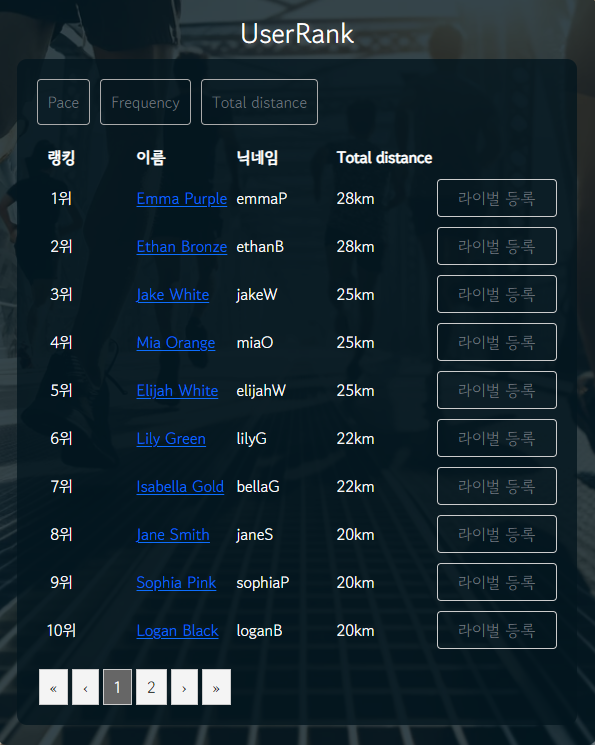 UserRank
Pace Frequency Total distance
랭킹 이름 닉네임 Total distance
1위 Emma Purple emmaP 28km 라이벌 등록
2위 Ethan Bronze ethanB 28km 라이벌 등록
3위 Jake White jakeW 25km 라이벌 등록
4위 Mia Orange miaO 25km 라이벌 등록
5위 Elijah White elijahW 25km 라이벌 등록
6위 Lily Green lilyG 22km 라이벌 등록
7위 Isabella Gold bellaG 22km 라이벌 등록
8위 Jane Smith janeS 20km 라이벌 등록
9위 Sophia Pink sophiaP 20km 라이벌 등록
10위 Logan Black loganB 20km 라이벌 등록
« ‹ 1 2 › »